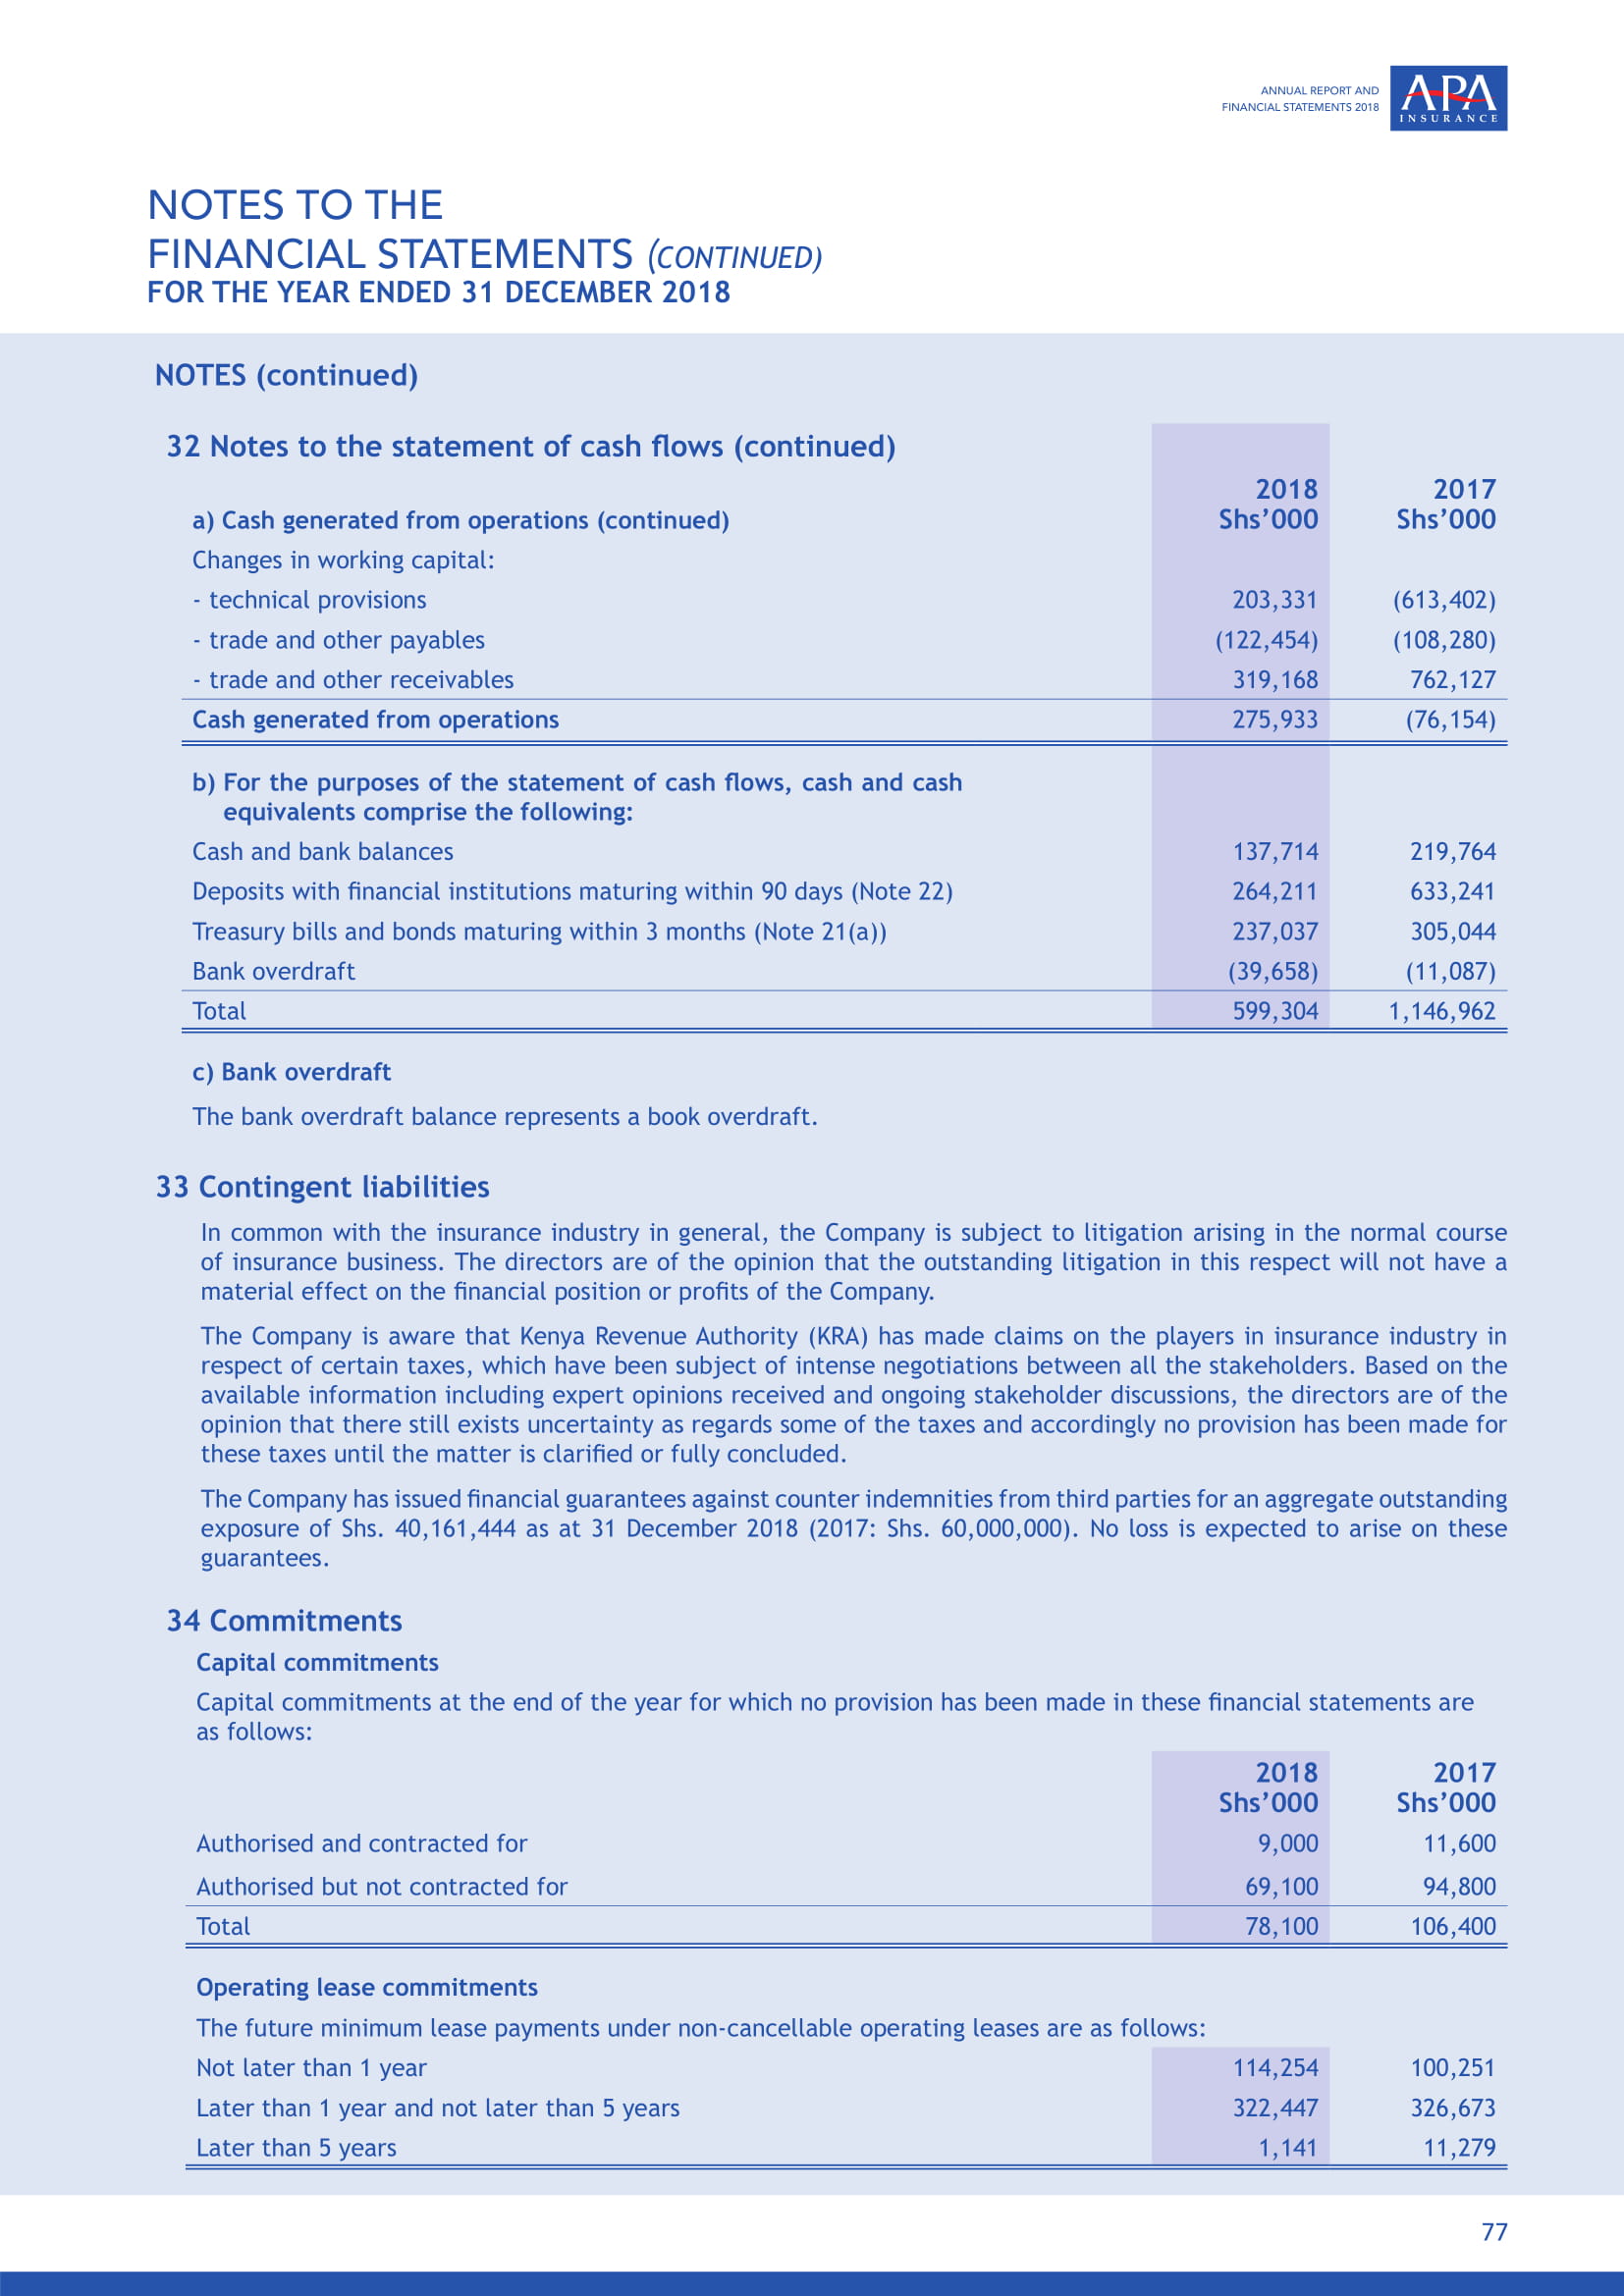 ANNUAL REPORT AND
FINANCIAL STATEMENTS 2018
APA
INSURANCE
NOTES TO THE
FINANCIAL STATEMENTS (CONTINUED)
FOR THE YEAR ENDED 31 DECEMBER 2018
NOTES (continued)
32 Notes to the statement of cash flows (continued)
2018 2017
a) Cash generated from operations (continued) Shs’000 Shs’000
Changes in working capital:
- technical provisions 203,331 (613,402)
- trade and other payables (122,454) (108,280)
- trade and other receivables 319,168 762,127
Cash generated from operations 275,933 (76,154)
b) For the purposes of the statement of cash flows, cash and cash
equivalents comprise the following:
Cash and bank balances 137,714 219,764
Deposits with financial institutions maturing within 90 days (Note 22) 264,211 633,241
Treasury bills and bonds maturing within 3 months (Note 21(a)) 237,037 305,044
Bank overdraft (39,658) (11,087)
Total 599,304 1,146,962
c) Bank overdraft
The bank overdraft balance represents a book overdraft.
33 Contingent liabilities
In common with the insurance industry in general, the Company is subject to litigation arising in the normal course
of insurance business. The directors are of the opinion that the outstanding litigation in this respect will not have a
material effect on the financial position or profits of the Company.
The Company is aware that Kenya Revenue Authority (KRA) has made claims on the players in insurance industry in
respect of certain taxes, which have been subject of intense negotiations between all the stakeholders. Based on the
available information including expert opinions received and ongoing stakeholder discussions, the directors are of the
opinion that there still exists uncertainty as regards some of the taxes and accordingly no provision has been made for
these taxes until the matter is clarified or fully concluded.
The Company has issued financial guarantees against counter indemnities from third parties for an aggregate outstanding
exposure of Shs. 40,161,444 as at 31 December 2018 (2017: Shs. 60,000,000). No loss is expected to arise on these
guarantees.
34 Commitments
Capital commitments
Capital commitments at the end of the year for which no provision has been made in these financial statements are
as follows:
2018 2017
Shs’000 Shs’000
Authorised and contracted for 9,000 11,600
Authorised but not contracted for 69,100 94,800
Total 78,100 106,400
Operating lease commitments
The future minimum lease payments under non-cancellable operating leases are as follows:
Not later than 1 year 114,254 100,251
Later than 1 year and not later than 5 years 322,447 326,673
Later than 5 years 1,141 11,279
77